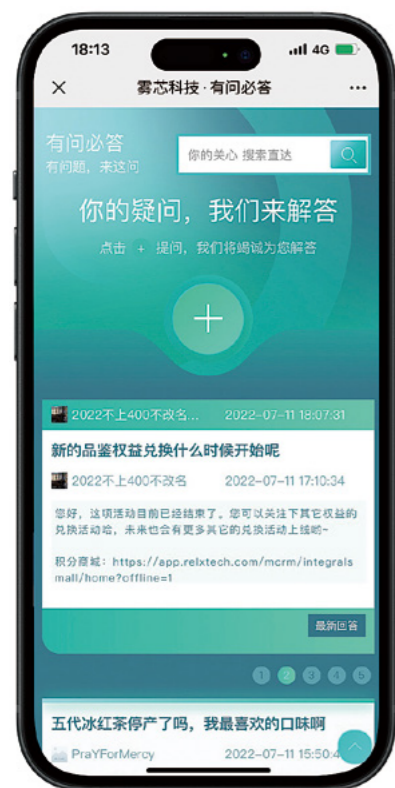 18:13
4G
雾芯科技·有问必答
有问必答
有问题，来这问
你的关心 搜索直达
你的疑问，我们来解答
点击 + 提问，我们将竭诚为您解答
2022不上400不改名... 2022-07-11 18:07:31
新的品鉴权益兑换什么时候开始呢
2022不上400不改名 2022-07-11 17:10:34
您好，这项活动目前已经结束了。您可以关注下其它权益的
兑换活动哈，未来也会有更多其它的兑换活动上线哟~
积分商城：https://app.relxtech.com/mcrm/integrals
mall/home?offline=1
最新回答
1 2 3 4 5
五代冰红茶停产了吗，我最喜欢的口味啊
PraYForMercy 2022-07-11 15:50:4